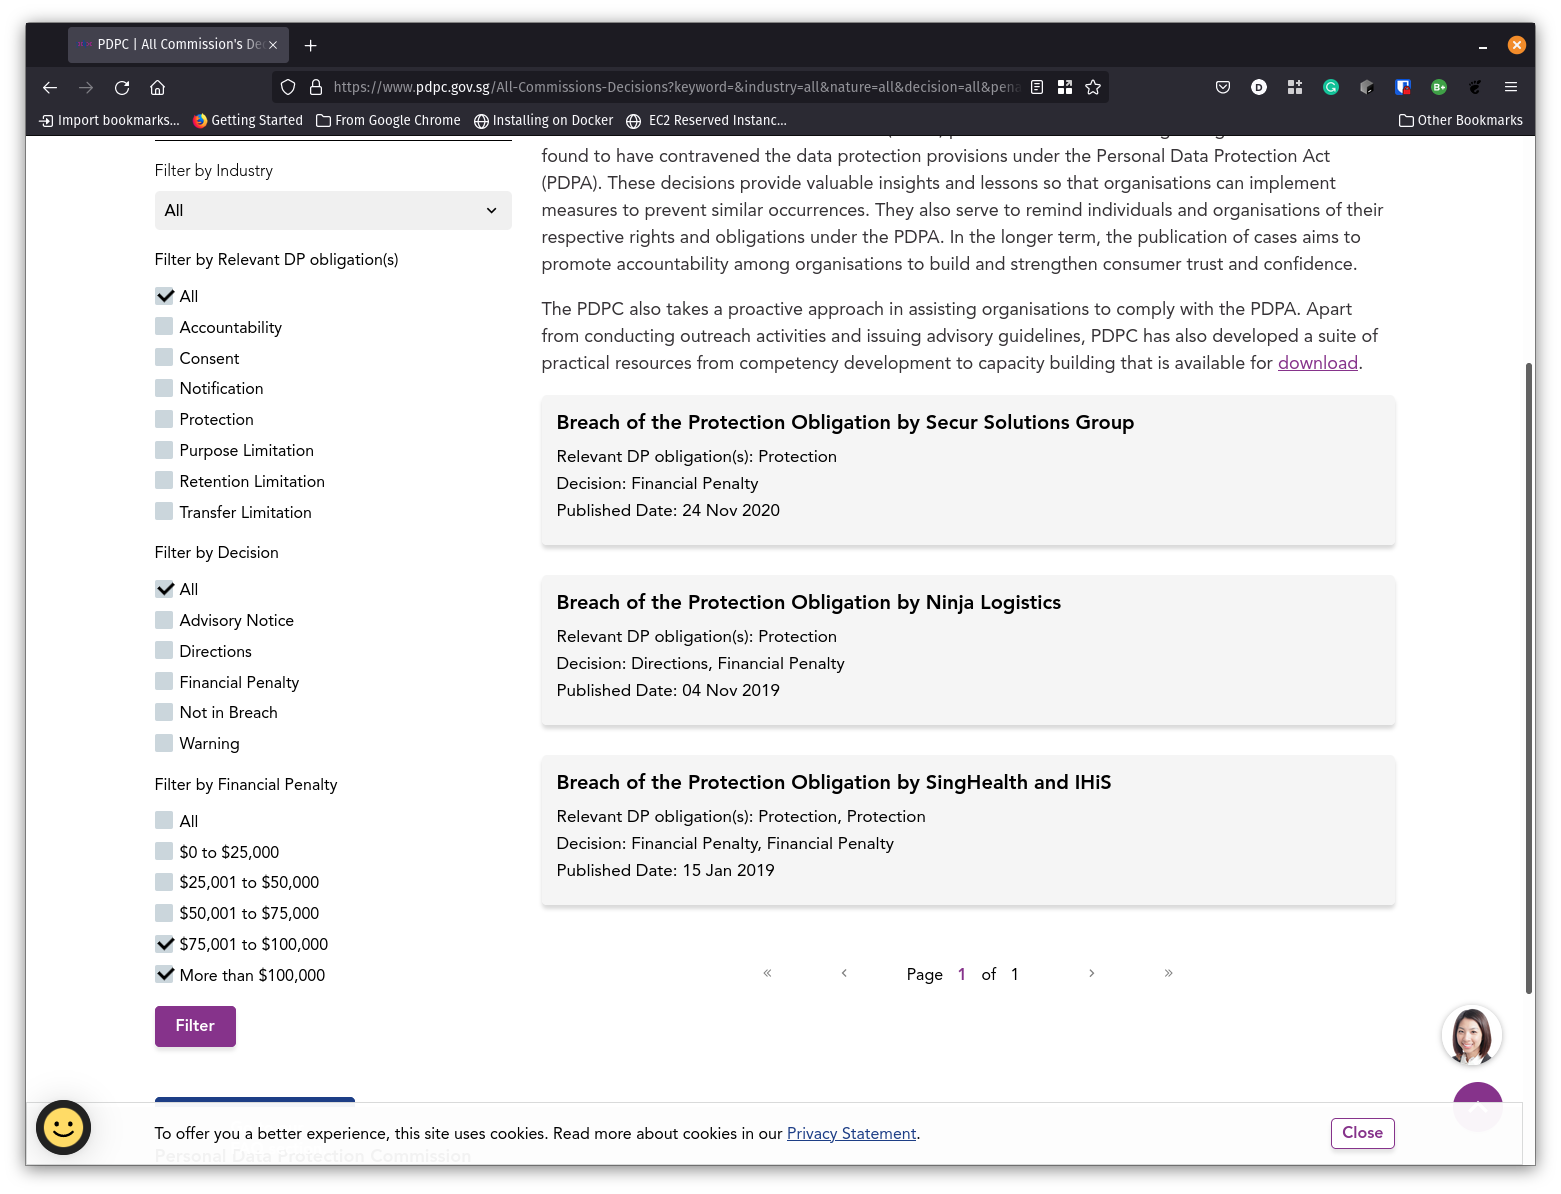 PDPC | All Commission's Dec
https://www.pdpc.gov.sg/All-Commissions-Decisions?keyword=&industry=all&nature=all&decision=all&pena
Import bookmarks... Getting Started From Google Chrome Installing on Docker EC2 Reserved Instanc... Other Bookmarks
Filter by Industry
All
Filter by Relevant DP obligation(s)
All
Accountability
Consent
Notification
Protection
Purpose Limitation
Retention Limitation
Transfer Limitation
Filter by Decision
All
Advisory Notice
Directions
Financial Penalty
Not in Breach
Warning
Filter by Financial Penalty
All
$0 to $25,000
$25,001 to $50,000
$50,001 to $75,000
$75,001 to $100,000
More than $100,000
Filter
found to have contravened the data protection provisions under the Personal Data Protection Act
(PDPA). These decisions provide valuable insights and lessons so that organisations can implement
measures to prevent similar occurrences. They also serve to remind individuals and organisations of their
respective rights and obligations under the PDPA. In the longer term, the publication of cases aims to
promote accountability among organisations to build and strengthen consumer trust and confidence.
The PDPC also takes a proactive approach in assisting organisations to comply with the PDPA. Apart
from conducting outreach activities and issuing advisory guidelines, PDPC has also developed a suite of
practical resources from competency development to capacity building that is available for download.
Breach of the Protection Obligation by Secur Solutions Group
Relevant DP obligation(s): Protection
Decision: Financial Penalty
Published Date: 24 Nov 2020
Breach of the Protection Obligation by Ninja Logistics
Relevant DP obligation(s): Protection
Decision: Directions, Financial Penalty
Published Date: 04 Nov 2019
Breach of the Protection Obligation by SingHealth and IHiS
Relevant DP obligation(s): Protection, Protection
Decision: Financial Penalty, Financial Penalty
Published Date: 15 Jan 2019
« ‹ Page 1 of 1 › »
To offer you a better experience, this site uses cookies. Read more about cookies in our Privacy Statement.
Close
Personal Data Protection Commission